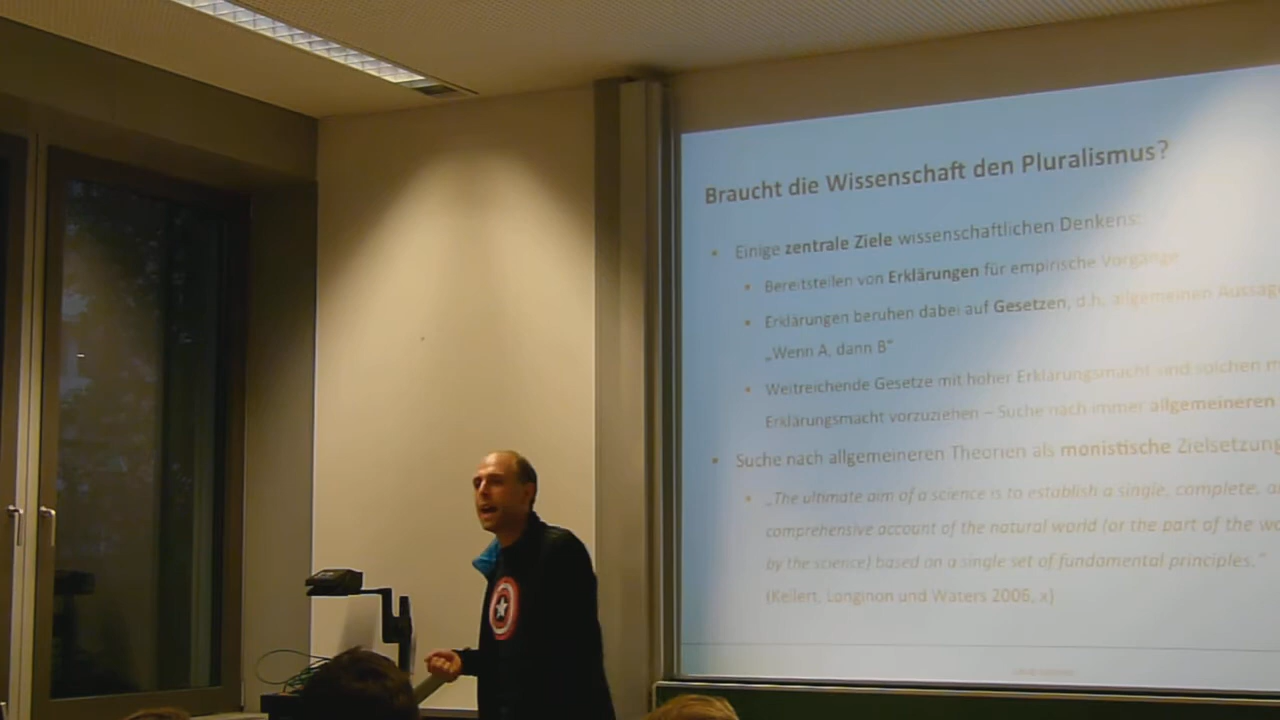 Braucht die Wissenschaft den Pluralismus?
• Einige zentrale Ziele wissenschaftlichen Denkens:
• Bereitstellen von Erklärungen für empirische Vorgänge
• Erklärungen beruhen dabei auf Gesetzen, d.h. allgemeinen
„Wenn A, dann B“
• Weitreichende Gesetze mit hoher Erklärungsmacht sind solchen
Erklärungsmacht vorzuziehen – Suche nach immer allgemeineren
• Suche nach allgemeineren Theorien als monistische Zielsetzung
• „The ultimate aim of a science is to establish a single, complete,
comprehensive account of the natural world (or the part of the
by the science) based on a single set of fundamental principles.“
(Kellert, Longinon und Waters 2006, x)